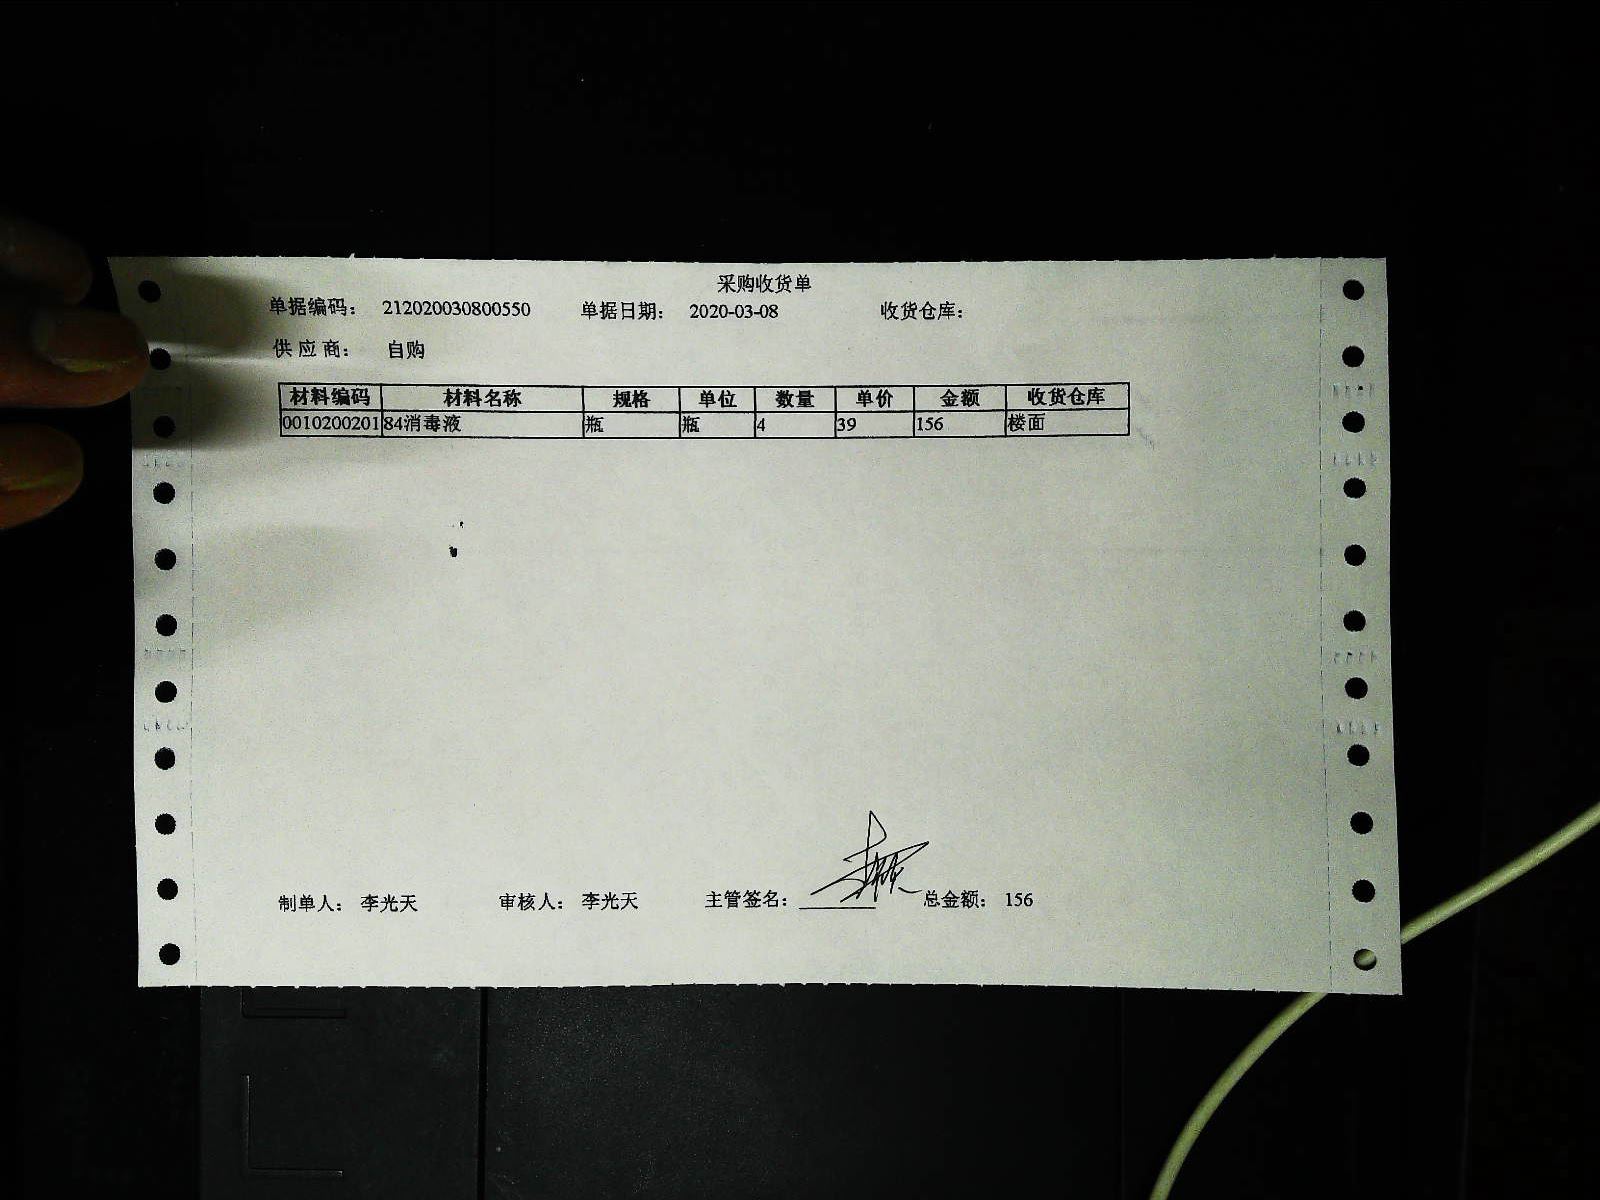 采购收货单
单据编码： 212020030800550 单据日期： 2020-03-08 收货仓库：
供应商： 自购
材料编码 材料名称 规格 单位 数量 单价 金额 收货仓库
0010200201 84消毒液 瓶 瓶 4 39 156 楼面
制单人： 李光天 审核人： 李光天 主管签名： 总金额： 156